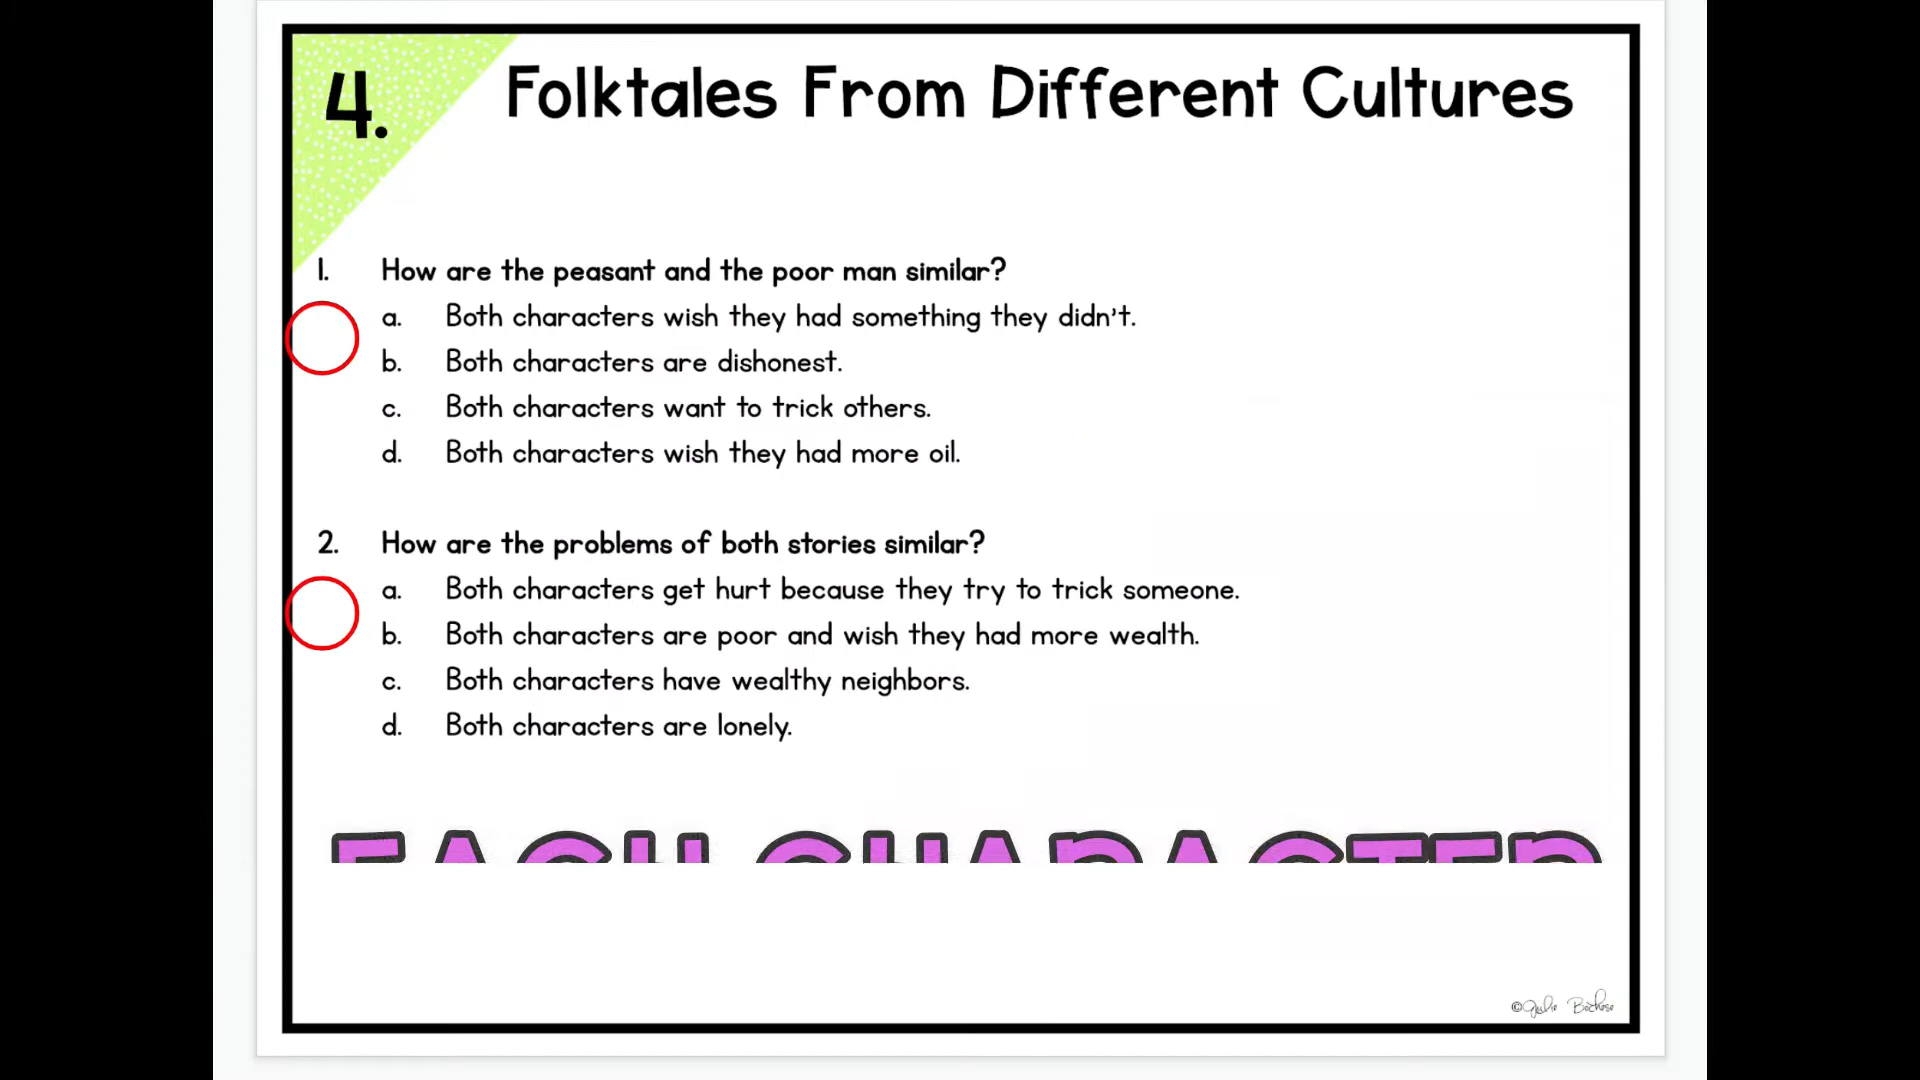 4. Folktales From Different Cultures
1. How are the peasant and the poor man similar?
a. Both characters wish they had something they didn't.
b. Both characters are dishonest.
c. Both characters want to trick others.
d. Both characters wish they had more oil.
2. How are the problems of both stories similar?
a. Both characters get hurt because they try to trick someone.
b. Both characters are poor and wish they had more wealth.
c. Both characters have wealthy neighbors.
d. Both characters are lonely.
EACH CHARACTER